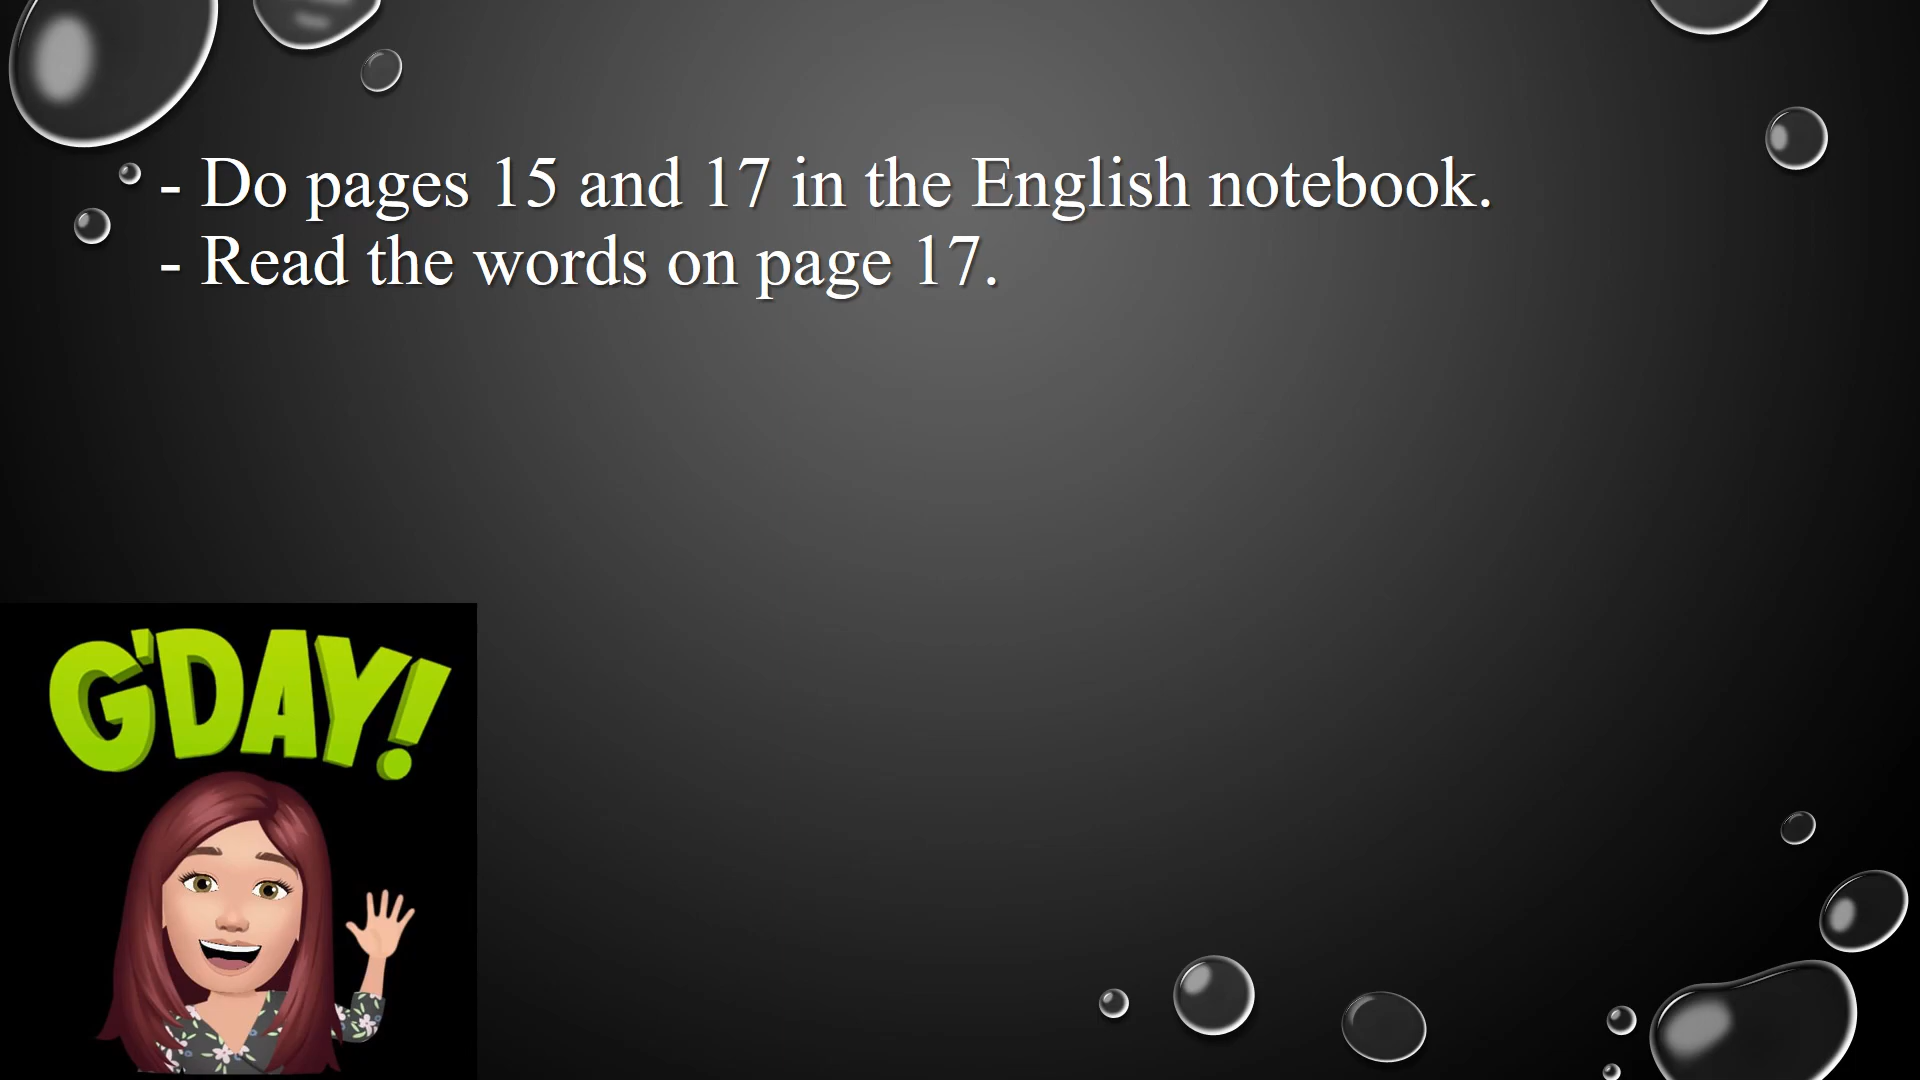 - Do pages 15 and 17 in the English notebook.
- Read the words on page 17.
G'DAY!